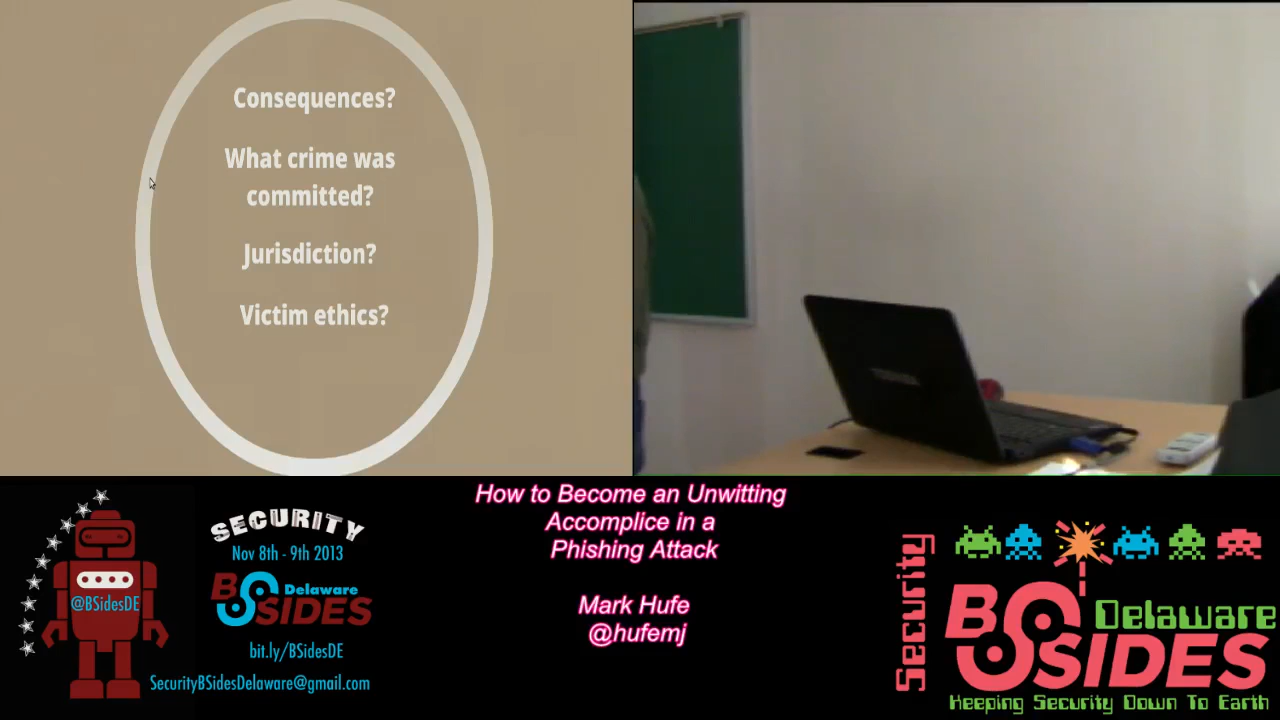 Consequences?
What crime was
committed?
Jurisdiction?
Victim ethics?
@BSidesDE
SECURITY
Nov 8th - 9th 2013
BSIDES
Delaware
bit.ly/BSidesDE
SecurityBSidesDelaware@gmail.com
How to Become an Unwitting
Accomplice in a
Phishing Attack
Mark Hufe
@hufemj
Security
BSIDES
Delaware
Keeping Security Down To Earth